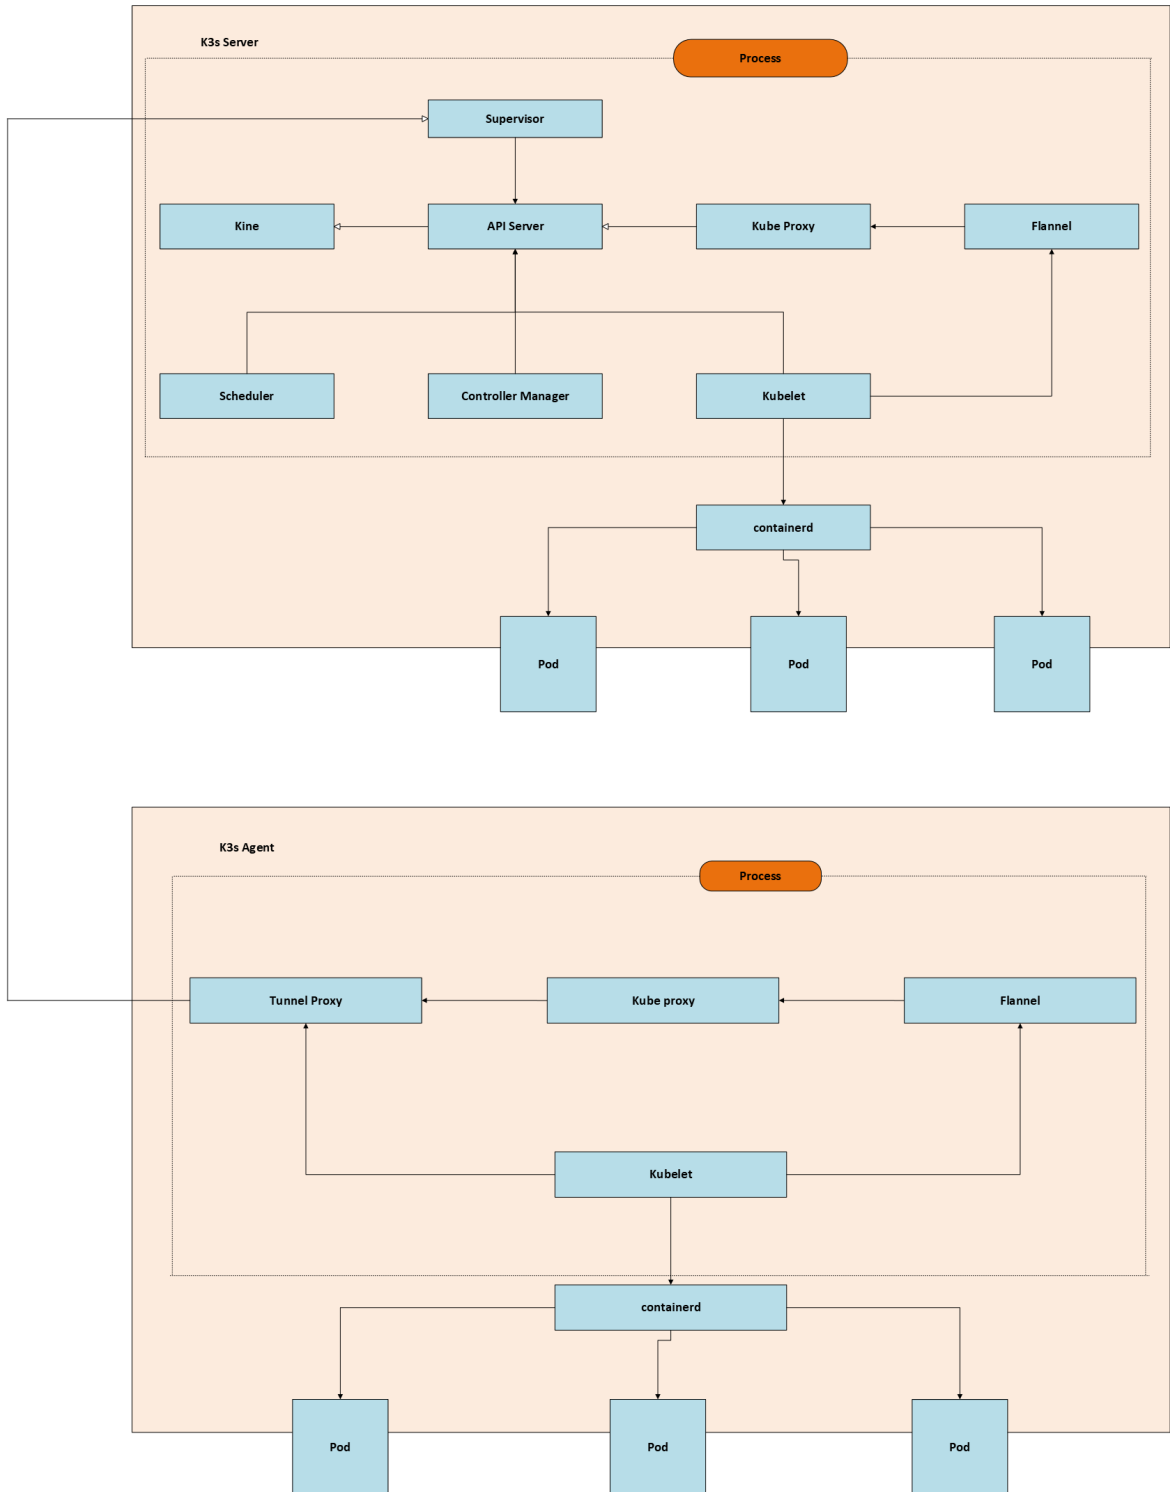 K3s Server
Process
Supervisor
Kine
API Server
Kube Proxy
Flannel
Scheduler
Controller Manager
Kubelet
containerd
Pod
Pod
Pod
K3s Agent
Process
Tunnel Proxy
Kube proxy
Flannel
Kubelet
containerd
Pod
Pod
Pod